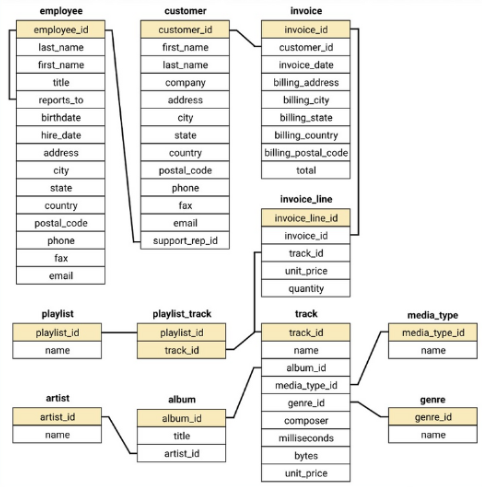 employee
employee_id
last_name
first_name
title
reports_to
birthdate
hire_date
address
city
state
country
postal_code
phone
fax
email
customer
customer_id
first_name
last_name
company
address
city
state
country
postal_code
phone
fax
email
support_rep_id
invoice
invoice_id
customer_id
invoice_date
billing_address
billing_city
billing_state
billing_country
billing_postal_code
total
invoice_line
invoice_line_id
invoice_id
track_id
unit_price
quantity
playlist
playlist_id
name
playlist_track
playlist_id
track_id
track
track_id
name
album_id
media_type_id
genre_id
composer
milliseconds
bytes
unit_price
media_type
media_type_id
name
artist
artist_id
name
album
album_id
title
artist_id
genre
genre_id
name